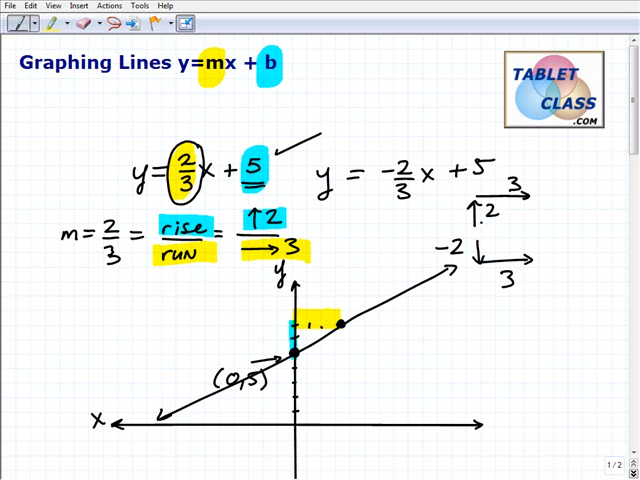 File Edit View Insert Actions Tools Help
Graphing Lines y=mx + b
TABLET
CLASS
.COM
y = 2/3 x + 5
y = -2/3 x + 5
3
↑2
m = 2/3 = rise/run = ↑2/→3
-2
3
y
(0,5)
x
1/2